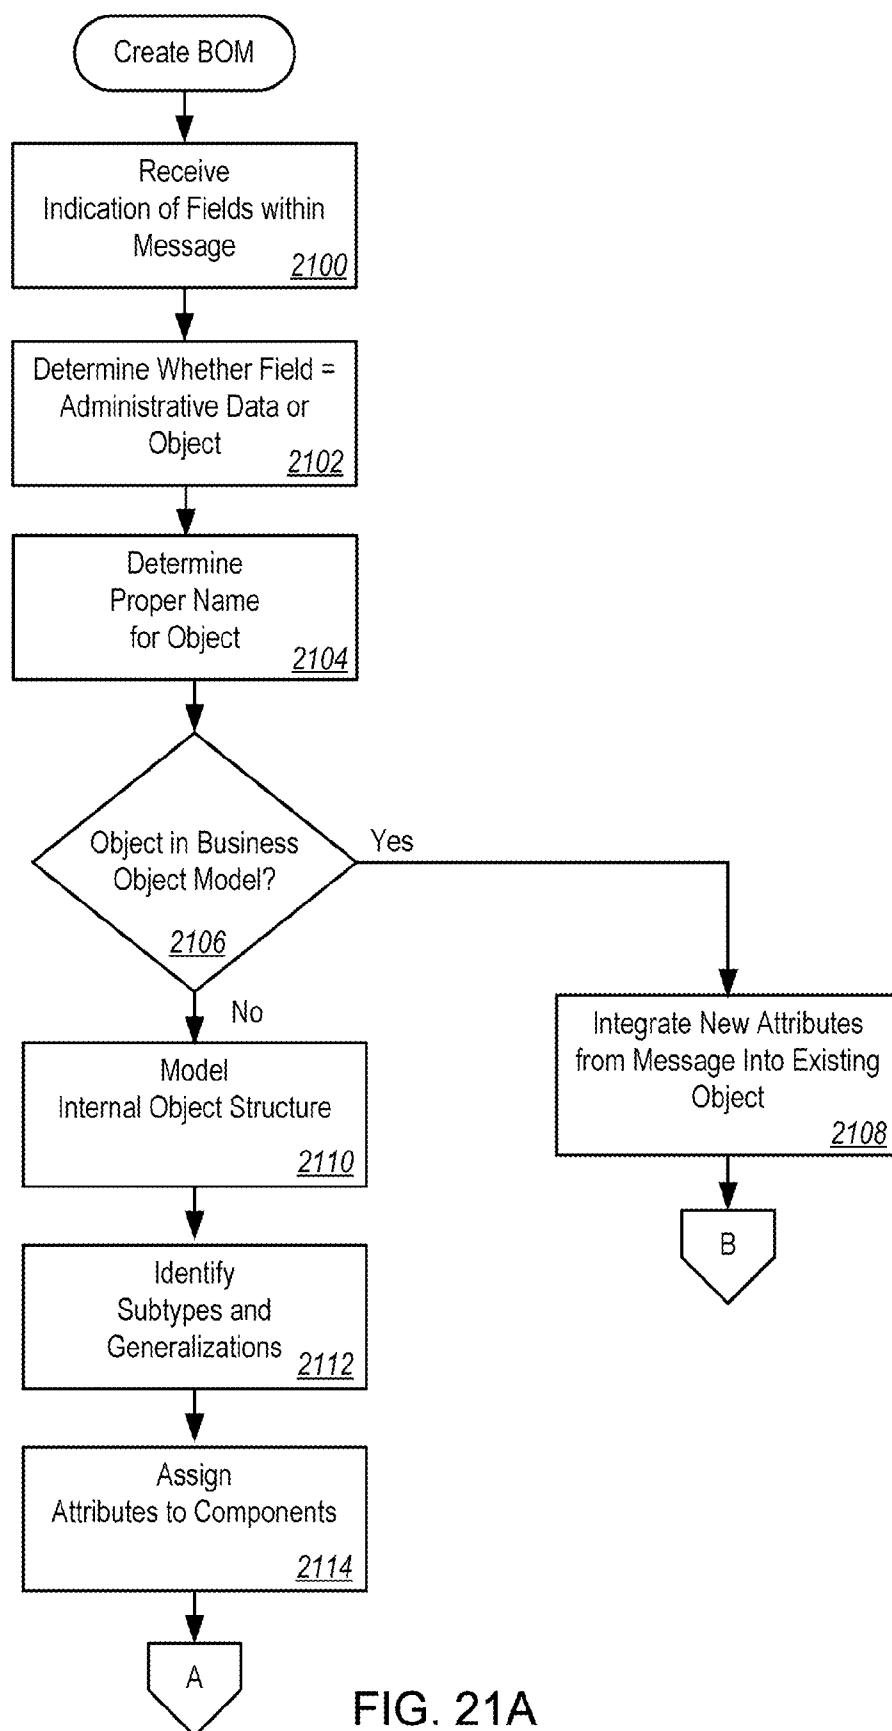 Create BOM
Receive
Indication of Fields within
Message
2100
Determine Whether Field =
Administrative Data or
Object
2102
Determine
Proper Name
for Object
2104
Object in Business
Object Model?
2106
Yes
No
Integrate New Attributes
from Message Into Existing
Object
2108
B
Model
Internal Object Structure
2110
Identify
Subtypes and
Generalizations
2112
Assign
Attributes to Components
2114
A
FIG. 21A